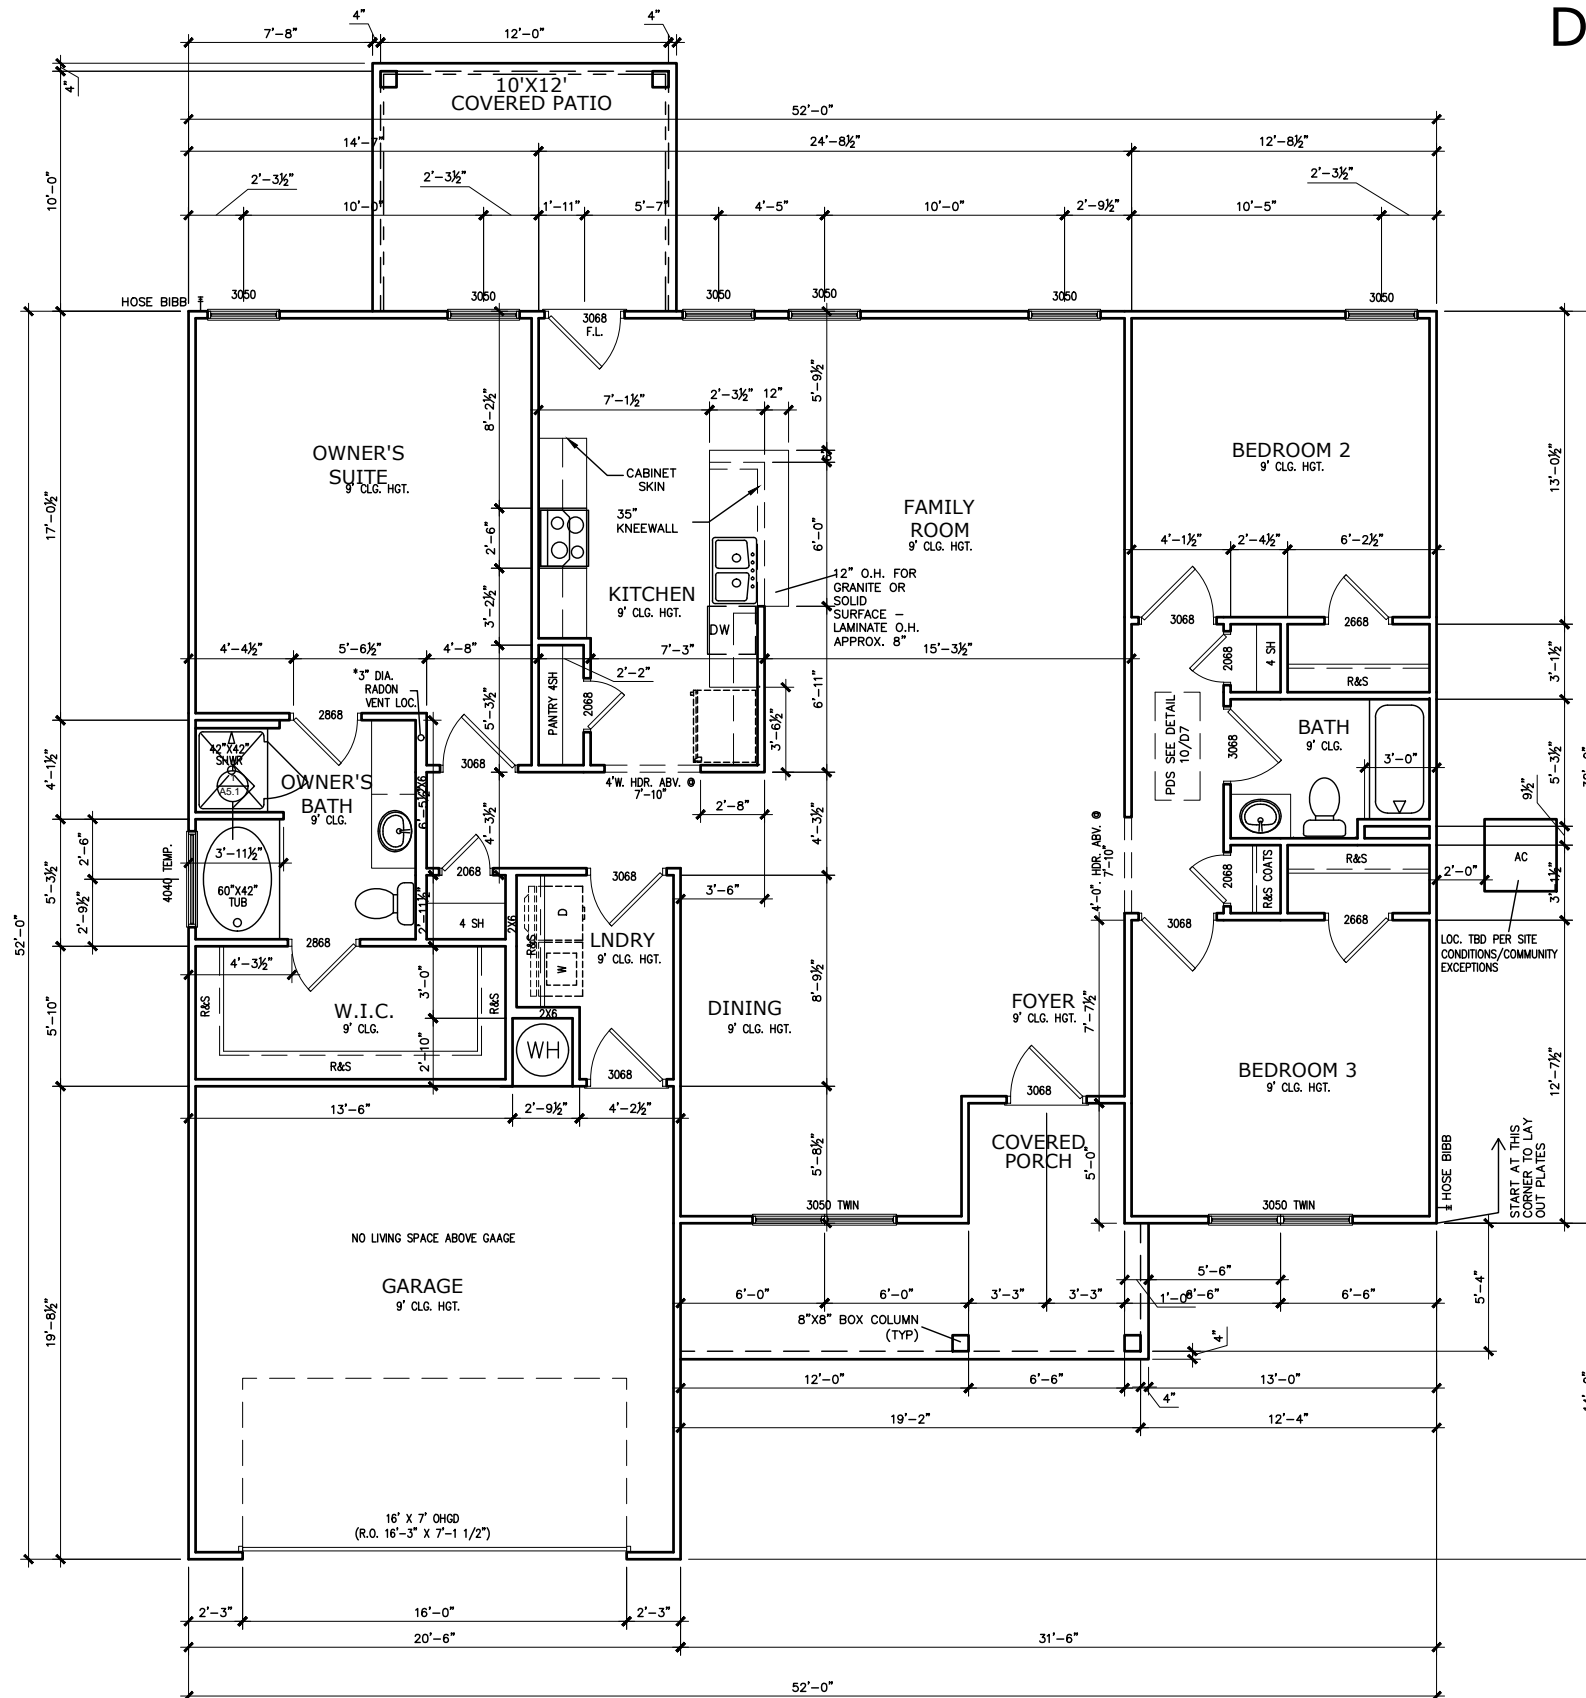 D
4"
4"
7'-8"
12'-0"
4"
10'X12'
COVERED PATIO
52'-0"
14'-7"
24'-8½"
12'-8½"
10'-0"
2'-3½"
2'-3½"
2'-3½"
10'-0"
1'-11"
5'-7"
4'-5"
10'-0"
2'-9½"
10'-5"
HOSE BIBB
3050
3050
3050
3050
3050
3050
3068
F.L.
5'-9½"
7'-1½"
2'-3½"
12"
8'-2½"
OWNER'S
SUITE
9' CLG. HGT.
CABINET
SKIN
35"
KNEEWALL
6"
FAMILY
ROOM
9' CLG. HGT.
BEDROOM 2
9' CLG. HGT.
17'-0½"
13'-0½"
2'-6"
6'-0"
4'-1½"
2'-4½"
6'-2½"
KITCHEN
9' CLG. HGT.
12" O.H. FOR
GRANITE OR
SOLID
SURFACE –
LAMINATE O.H.
APPROX. 8"
3'-2½"
DW
3068
2668
2068
4 SH
R&S
3'-1½"
4'-4½"
5'-6½"
4'-8"
7'-3"
15'-3½"
2'-2"
*3" DIA.
RADON
VENT LOC.
5'-3½"
PANTRY 4SH
2068
6'-11"
3'-6½"
2868
3068
PDS SEE DETAIL
10/D7
3068
BATH
9' CLG.
3'-0"
5'-3½"
42"X42"
SHWR
A5.1
OWNER'S
BATH
9' CLG.
4'-1½"
2X6
6'-5½"
4'W. HDR. ABV. @
7'-10"
2'-8"
4'-3½"
4'-3½"
4'-0". HDR. ABV. @
7'-10"
9½"
AC
2'-0"
3'-1½"
2'-6"
3'-11½"
4040 TEMP.
60"X42"
TUB
5'-3½"
2'-9½"
2068
4 SH
2'-11½"
2X6
3068
3'-6"
2068
R&S COATS
R&S
3068
2668
LOC. TBD PER SITE
CONDITIONS/COMMUNITY
EXCEPTIONS
D
W
R&S
LNDRY
9' CLG. HGT.
52'-0"
2868
4'-3½"
3'-0"
8'-9½"
5'-10"
R&S
W.I.C.
9' CLG.
R&S
R&S
2'-10"
2X6
WH
3068
DINING
9' CLG. HGT.
FOYER
9' CLG. HGT.
7'-7½"
3068
BEDROOM 3
9' CLG. HGT.
12'-7½"
13'-6"
2'-9½"
4'-2½"
5'-8½"
COVERED
PORCH
5'-0"
START AT THIS
CORNER TO LAY
OUT PLATES
HOSE BIBB
3050 TWIN
3050 TWIN
NO LIVING SPACE ABOVE GAAGE
GARAGE
9' CLG. HGT.
19'-8½"
5'-6"
5'-4"
6'-0"
6'-0"
3'-3"
3'-3"
1'-0"
6'-6"
8"X8" BOX COLUMN
(TYP)
4"
12'-0"
6'-6"
13'-0"
4"
19'-2"
12'-4"
16' X 7' OHGD
(R.O. 16'-3" X 7'-1 1/2")
2'-3"
16'-0"
2'-3"
20'-6"
31'-6"
52'-0"